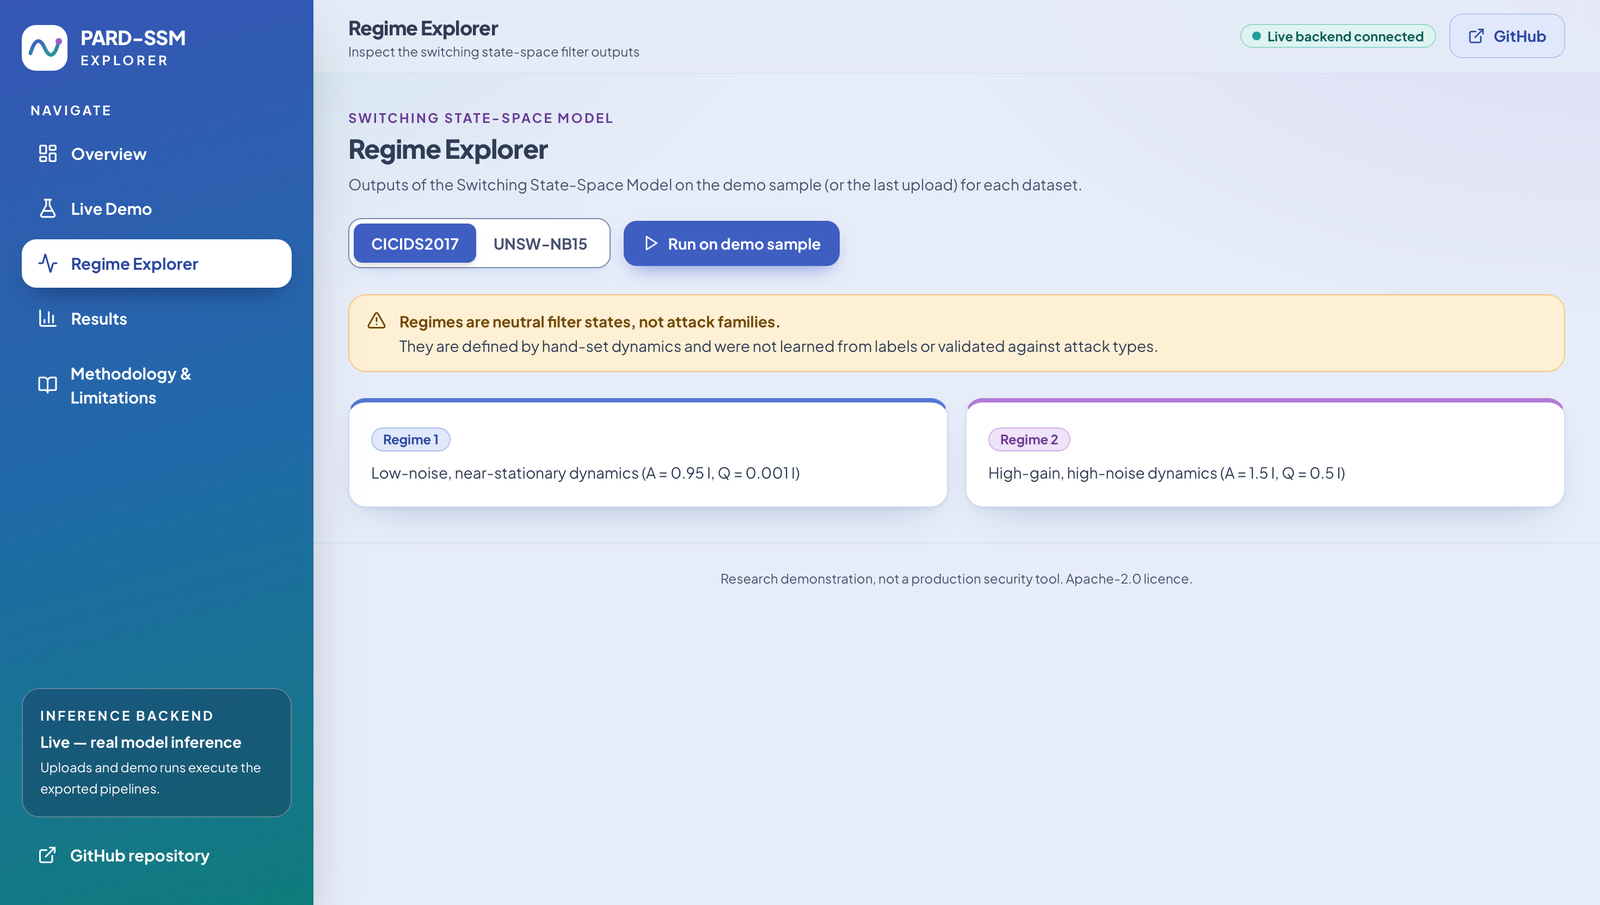 PARD-SSM
EXPLORER
NAVIGATE
Overview
Live Demo
Regime Explorer
Results
Methodology &
Limitations
INFERENCE BACKEND
Live — real model inference
Uploads and demo runs execute the
exported pipelines.
GitHub repository
Regime Explorer
Inspect the switching state-space filter outputs
Live backend connected
GitHub
SWITCHING STATE-SPACE MODEL
Regime Explorer
Outputs of the Switching State-Space Model on the demo sample (or the last upload) for each dataset.
CICIDS2017
UNSW-NB15
Run on demo sample
Regimes are neutral filter states, not attack families.
They are defined by hand-set dynamics and were not learned from labels or validated against attack types.
Regime 1
Low-noise, near-stationary dynamics (A = 0.95 I, Q = 0.001 I)
Regime 2
High-gain, high-noise dynamics (A = 1.5 I, Q = 0.5 I)
Research demonstration, not a production security tool. Apache-2.0 licence.